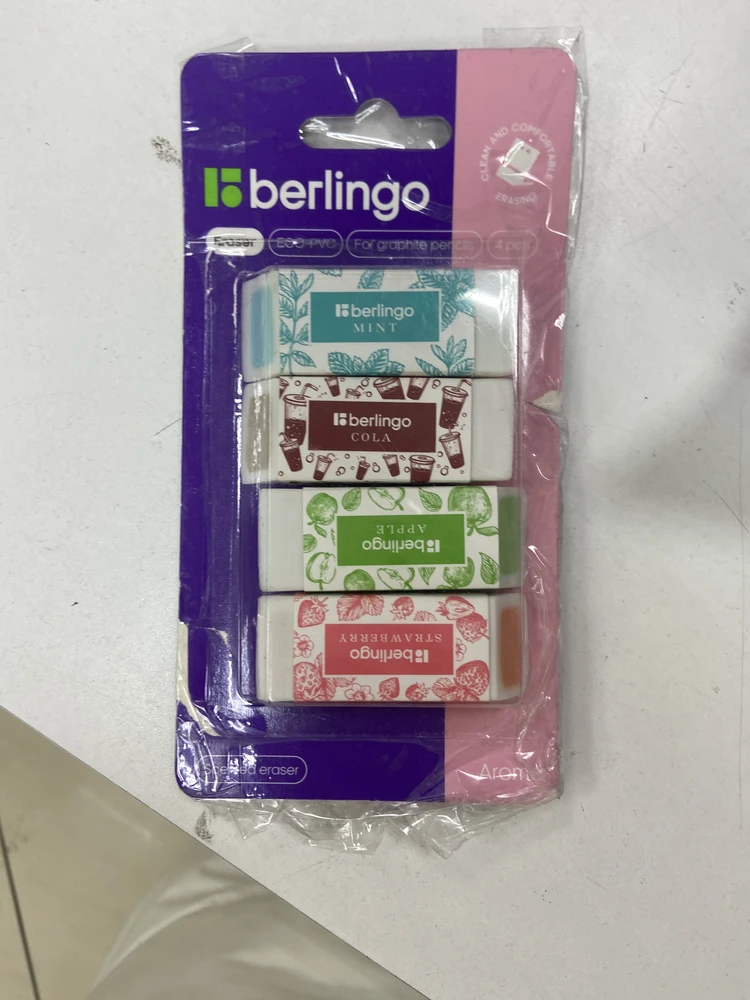 CLEAN AND COMFORTABLE
ERASING
berlingo
Eraser ECO-PVC For graphite pencils 4 pcs
berlingo
MINT
berlingo
COLA
APPLE
berlingo
STRAWBERRY
berlingo
Scented eraser
Aroma